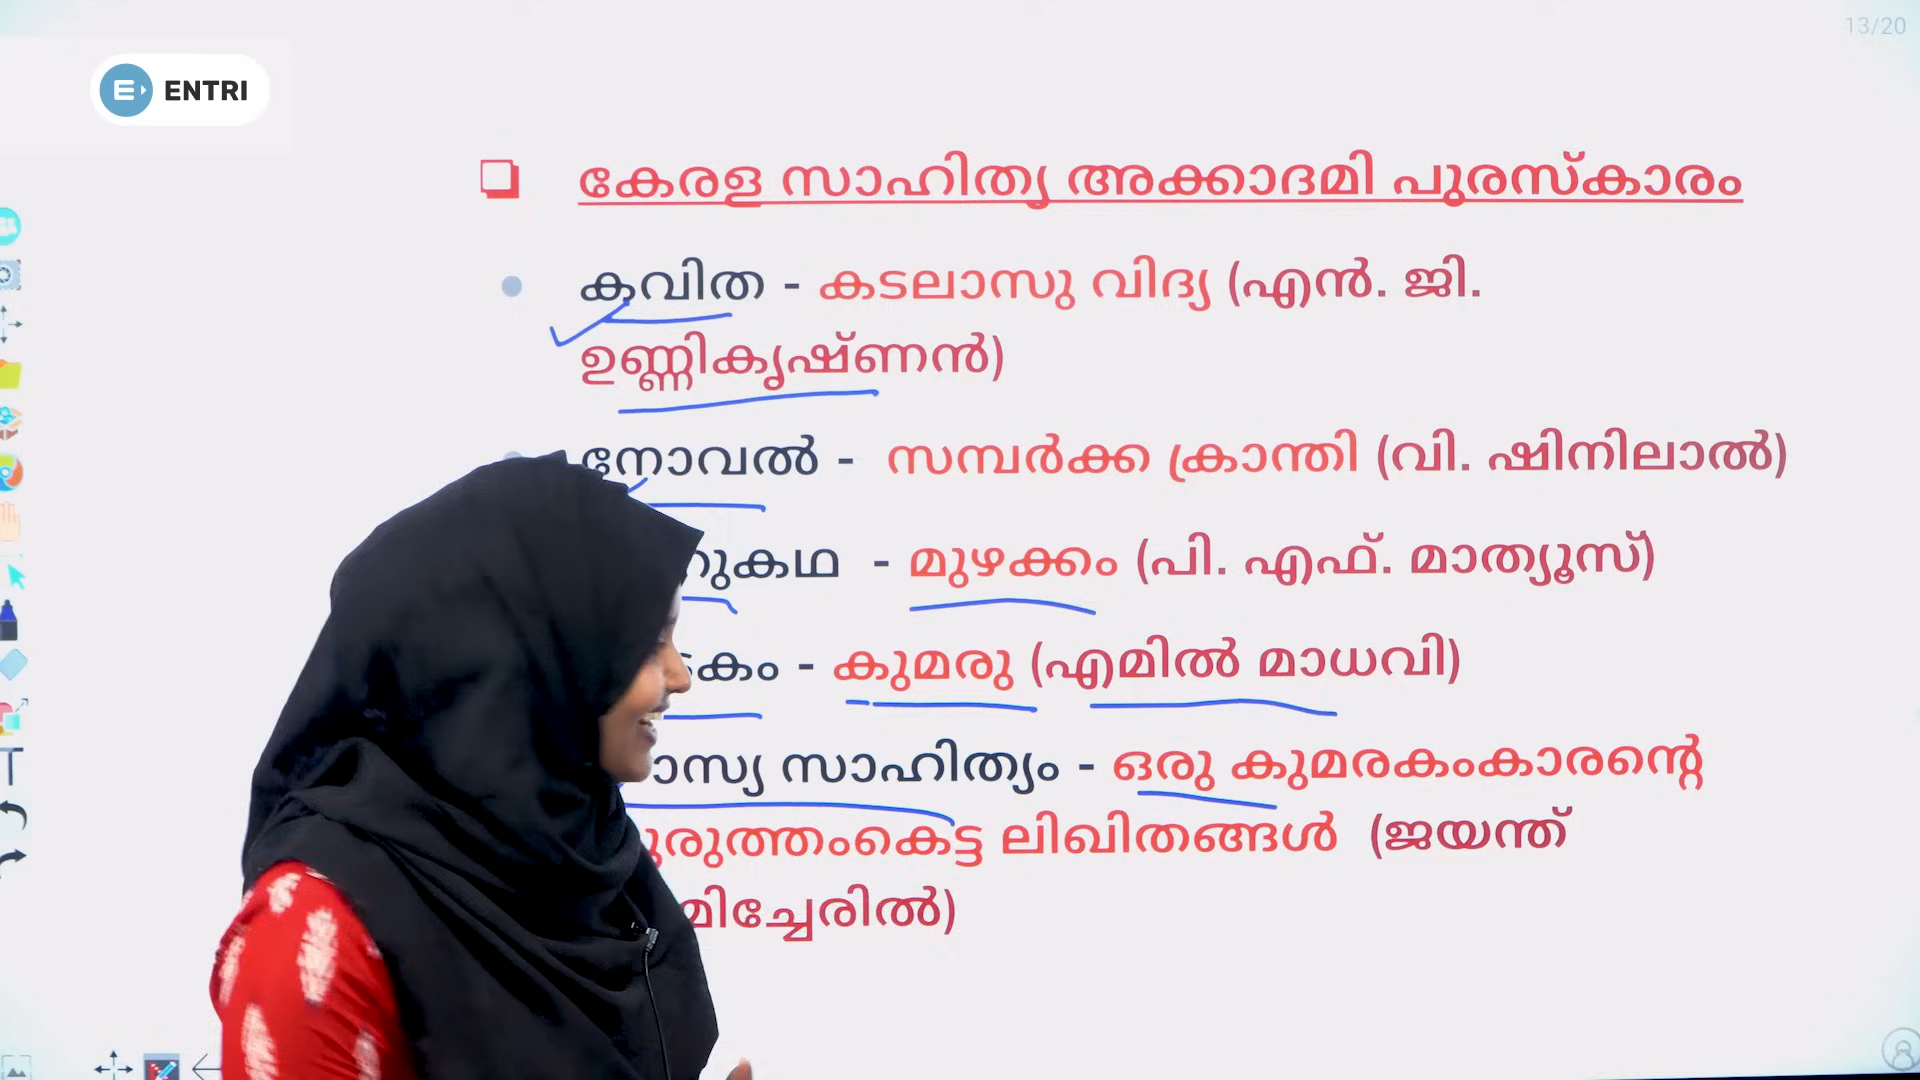 13/20
ENTRI
കേരള സാഹിത്യ അക്കാദമി പുരസ്കാരം
കവിത - കടലാസു വിദ്യ (എൻ. ജി.
ഉണ്ണികൃഷ്ണൻ)
നോവൽ - സമ്പർക്ക ക്രാന്തി (വി. ഷിനിലാൽ)
- മുഴക്കം (പി. എഫ്. മാത്യൂസ്)
- കുമരു (എമിൽ മാധവി)
സാഹിത്യം - ഒരു കുമരകംകാരന്റെ
ലിഖിതങ്ങൾ (ജയന്ത്